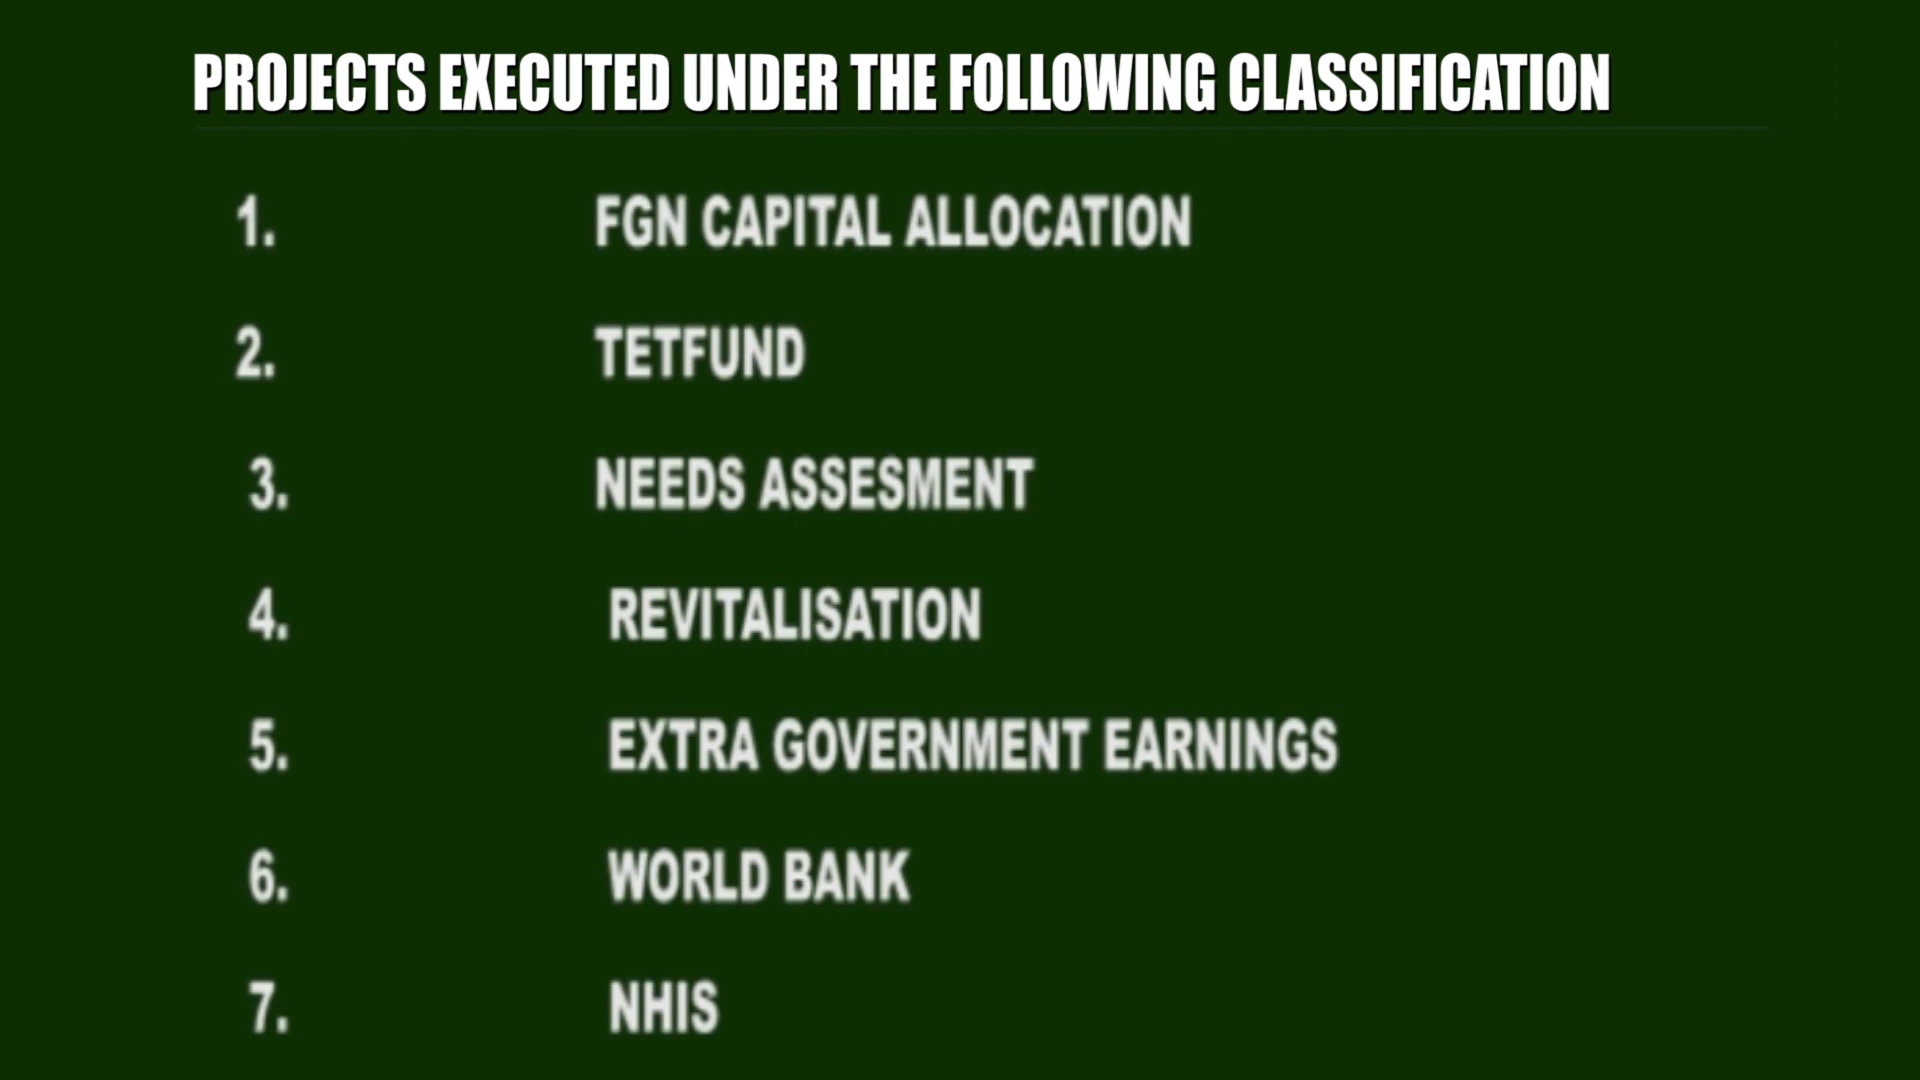 PROJECTS EXECUTED UNDER THE FOLLOWING CLASSIFICATION
1. FGN CAPITAL ALLOCATION
2. TETFUND
3. NEEDS ASSESMENT
4. REVITALISATION
5. EXTRA GOVERNMENT EARNINGS
6. WORLD BANK
7. NHIS